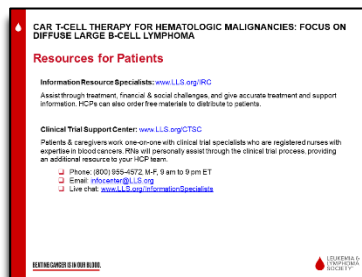 CAR T-CELL THERAPY FOR HEMATOLOGIC MALIGNANCIES: FOCUS ON
DIFFUSE LARGE B-CELL LYMPHOMA
Resources for Patients
Information Resource Specialists: www.LLS.org/IRC
Assist through treatment, financial & social challenges, and give accurate treatment and support
information. HCPs can also order free materials to distribute to patients.
Clinical Trial Support Center: www.LLS.org/CTSC
Patients & caregivers work one-on-one with clinical trial specialists who are registered nurses with
expertise in blood cancers. RNs will personally assist through the clinical trial process, providing
an additional resource to your HCP team.
Phone: (800) 955-4572, M-F, 9 am to 9 pm ET
Email: infocenter@LLS.org
Live chat: www.LLS.org/InformationSpecialists
BEATING CANCER IS IN OUR BLOOD.
LEUKEMIA &
LYMPHOMA
SOCIETY